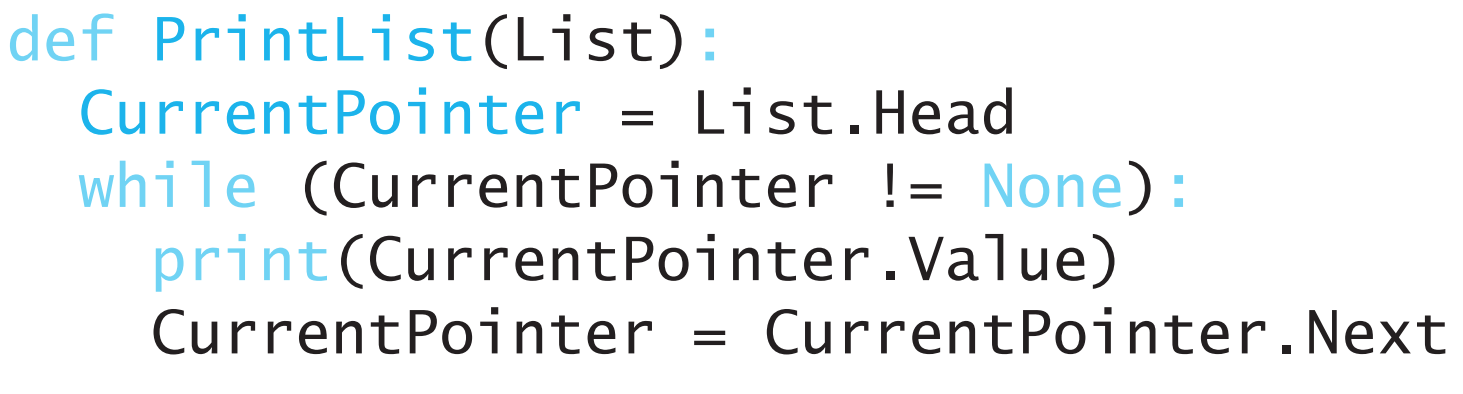 def PrintList(List):
  CurrentPointer = List.Head
  while (CurrentPointer != None):
    print(CurrentPointer.Value)
    CurrentPointer = CurrentPointer.Next